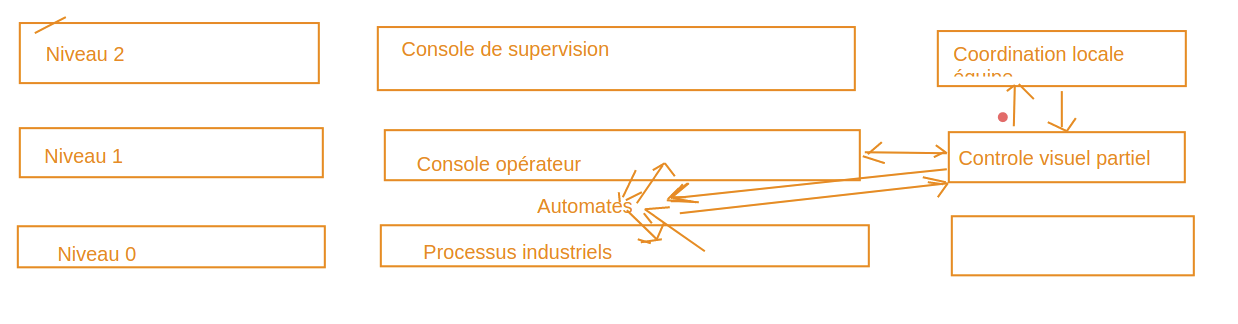 Niveau 2
Console de supervision
Coordination locale
équipe
Niveau 1
Console opérateur
Controle visuel partiel
Automates
Niveau 0
Processus industriels